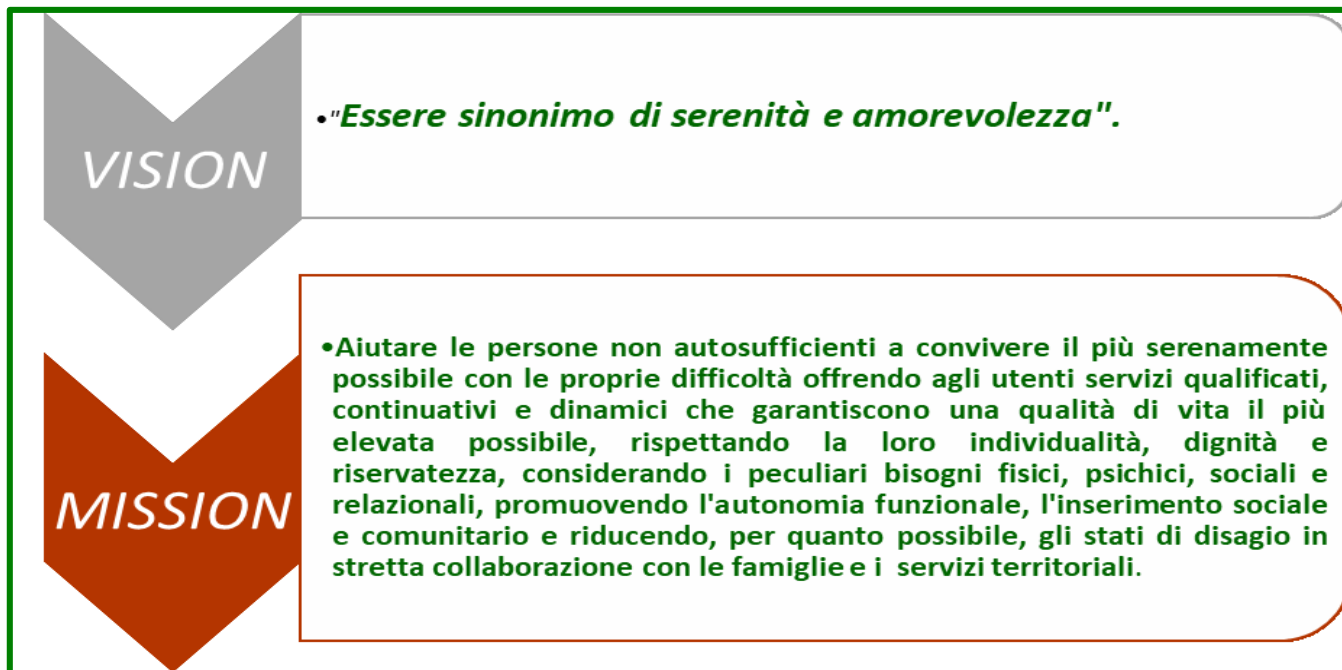 VISION
•"Essere sinonimo di serenità e amorevolezza".
MISSION
•Aiutare le persone non autosufficienti a convivere il più serenamente
possibile con le proprie difficoltà offrendo agli utenti servizi qualificati,
continuativi e dinamici che garantiscono una qualità di vita il più
elevata possibile, rispettando la loro individualità, dignità e
riservatezza, considerando i peculiari bisogni fisici, psichici, sociali e
relazionali, promuovendo l'autonomia funzionale, l'inserimento sociale
e comunitario e riducendo, per quanto possibile, gli stati di disagio in
stretta collaborazione con le famiglie e i servizi territoriali.